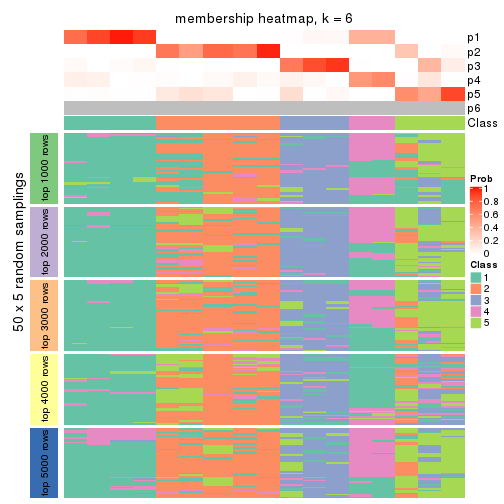 membership heatmap, k = 6
p1
p2
p3
p4
p5
p6
Class
50 x 5 random samplings
top 1000 rows
top 2000 rows
top 3000 rows
top 4000 rows
top 5000 rows
Prob
1
0.8
0.6
0.4
0.2
0
Class
1
2
3
4
5